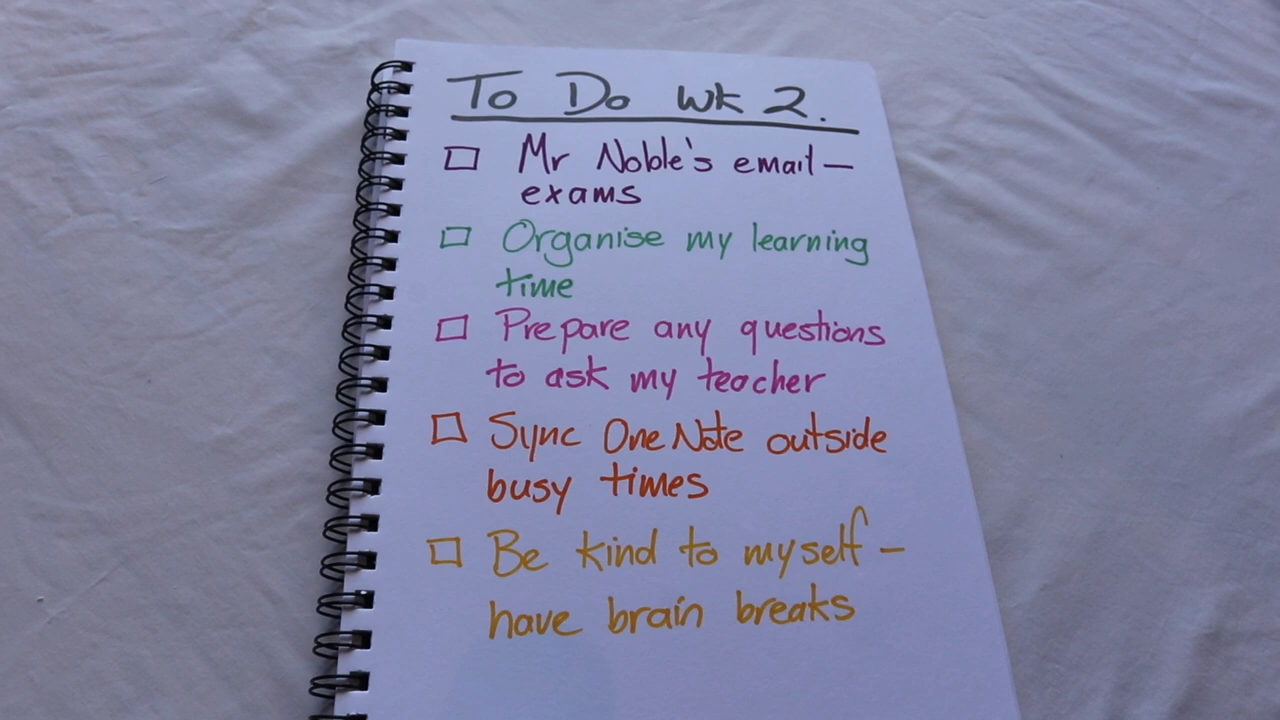 To Do Wk 2.
Mr Noble's email –
exams
Organise my learning
time
Prepare any questions
to ask my teacher
Sync OneNote outside
busy times
Be kind to myself –
have brain breaks